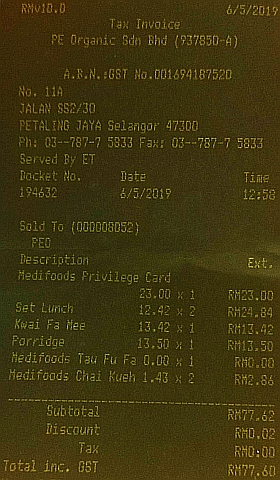 RMv10.0 6/5/2019
Tax Invoice
PE Organic Sdn Bhd (937850-A)
A.B.N.:GST No.001694187520
No. 11A
JALAN SS2/30
PETALING JAYA Selangor 47300
Ph: 03--787-7 5833 Fax: 03--787-7 5833
Served By ET
Docket No. Date Time
194632 6/5/2019 12:58
Sold To (000008052)
PEO
Description Ext.
Medifoods Privilege Card
23.00 x 1 RM23.00
Set Lunch 12.42 x 2 RM24.84
Kwai Fa Mee 13.42 x 1 RM13.42
Porridge 13.50 x 1 RM13.50
Medifoods Tau Fu Fa 0.00 x 1 RM0.00
Medifoods Chai Kueh 1.43 x 2 RM2.86
Subtotal RM77.62
Discount RM0.02
Tax RM0:00
Total inc. GST RM77.60